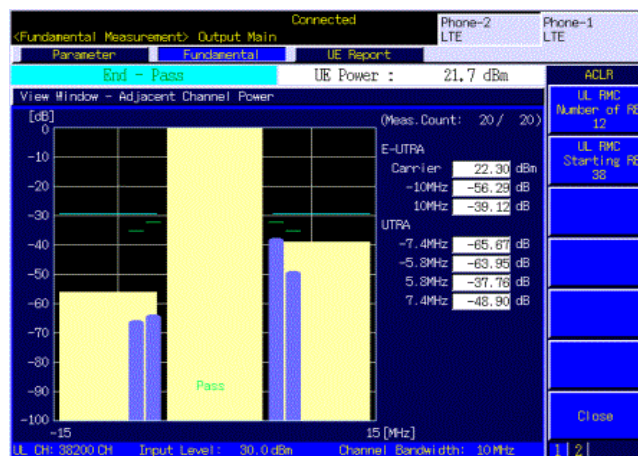 Connected
Phone-2
LTE
Phone-1
LTE
<Fundamental Measurement> Output Main
Parameter
Fundamental
UE Report
End - Pass
UE Power : 21.7 dBm
ACLR
View Window - Adjacent Channel Power
UL RMC
Number of RB
12
UL RMC
Starting RB
38
[dB]
(Meas.Count: 20/ 20)
0
-10
-20
-30
-40
-50
-60
-70
-80
-90
-100
E-UTRA
Carrier 22.30 dBm
-10MHz -56.29 dB
10MHz -39.12 dB
UTRA
-7.4MHz -65.67 dB
-5.8MHz -63.95 dB
5.8MHz -37.76 dB
7.4MHz -48.90 dB
Pass
-15
15 [MHz]
Close
UL CH: 38200 CH Input Level: 30.0 dBm Channel Bandwidth: 10 MHz
1 2